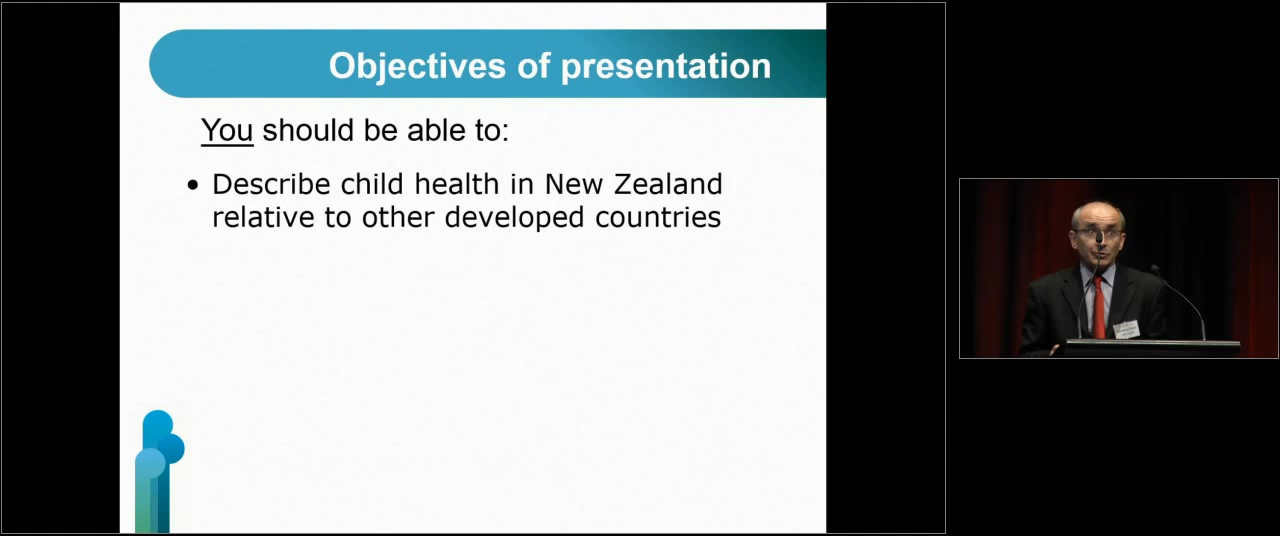 Objectives of presentation
You should be able to:
• Describe child health in New Zealand
relative to other developed countries